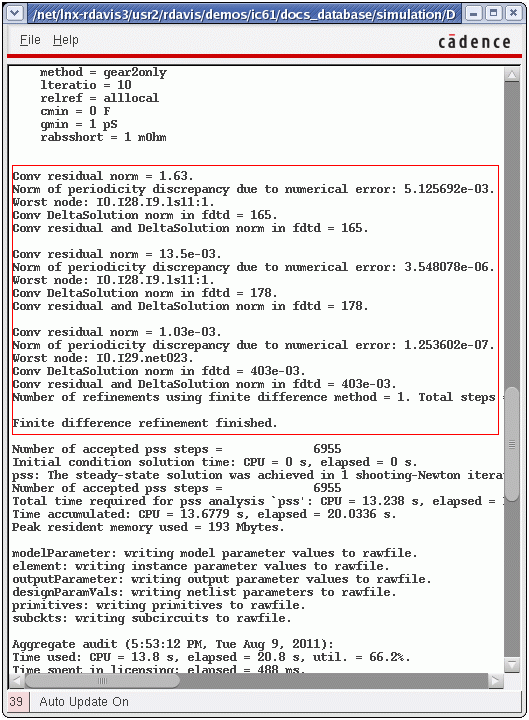 /net/lnx-rdavis3/usr2/rdavis/demos/ic61/docs_database/simulation/D
File Help
cādence
method = gear2only
lteratio = 10
relref = alllocal
cmin = 0 F
gmin = 1 pS
rabsshort = 1 mOhm
Conv residual norm = 1.63.
Norm of periodicity discrepancy due to numerical error: 5.125692e-03.
Worst node: I0.I28.I9.ls11:1.
Conv DeltaSolution norm in fdtd = 165.
Conv residual and DeltaSolution norm in fdtd = 165.
Conv residual norm = 13.5e-03.
Norm of periodicity discrepancy due to numerical error: 3.548078e-06.
Worst node: I0.I28.I9.ls11:1.
Conv DeltaSolution norm in fdtd = 178.
Conv residual and DeltaSolution norm in fdtd = 178.
Conv residual norm = 1.03e-03.
Norm of periodicity discrepancy due to numerical error: 1.253602e-07.
Worst node: I0.I29.net023.
Conv DeltaSolution norm in fdtd = 403e-03.
Conv residual and DeltaSolution norm in fdtd = 403e-03.
Number of refinements using finite difference method = 1. Total steps =
Finite difference refinement finished.
Number of accepted pss steps = 6955
Initial condition solution time: CPU = 0 s, elapsed = 0 s.
pss: The steady-state solution was achieved in 1 shooting-Newton itera
Number of accepted pss steps = 6955
Total time required for pss analysis `pss': CPU = 13.238 s, elapsed =
Time accumulated: CPU = 13.6779 s, elapsed = 20.0336 s.
Peak resident memory used = 193 Mbytes.
modelParameter: writing model parameter values to rawfile.
element: writing instance parameter values to rawfile.
outputParameter: writing output parameter values to rawfile.
designParamVals: writing netlist parameters to rawfile.
primitives: writing primitives to rawfile.
subckts: writing subcircuits to rawfile.
Aggregate audit (5:53:12 PM, Tue Aug 9, 2011):
Time used: CPU = 13.8 s, elapsed = 20.8 s, util. = 66.2%.
Time spent in licensing: elapsed = 488 ms.
39 Auto Update On